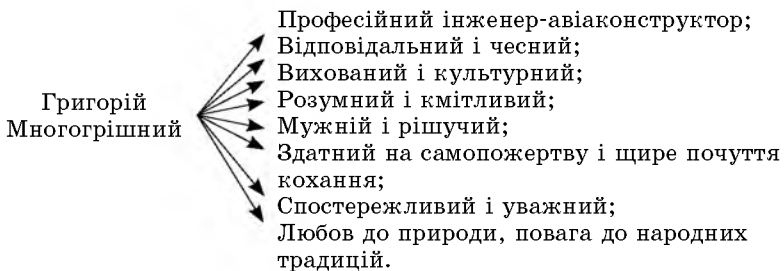 Професійний інженер-авіаконструктор;
Відповідальний і чесний;
Вихований і культурний;
Григорій
Многогрішний
Розумний і кмітливий;
Мужній і рішучий;
Здатний на самопожертву і щире почуття
кохання;
Спостережливий і уважний;
Любов до природи, повага до народних
традицій.